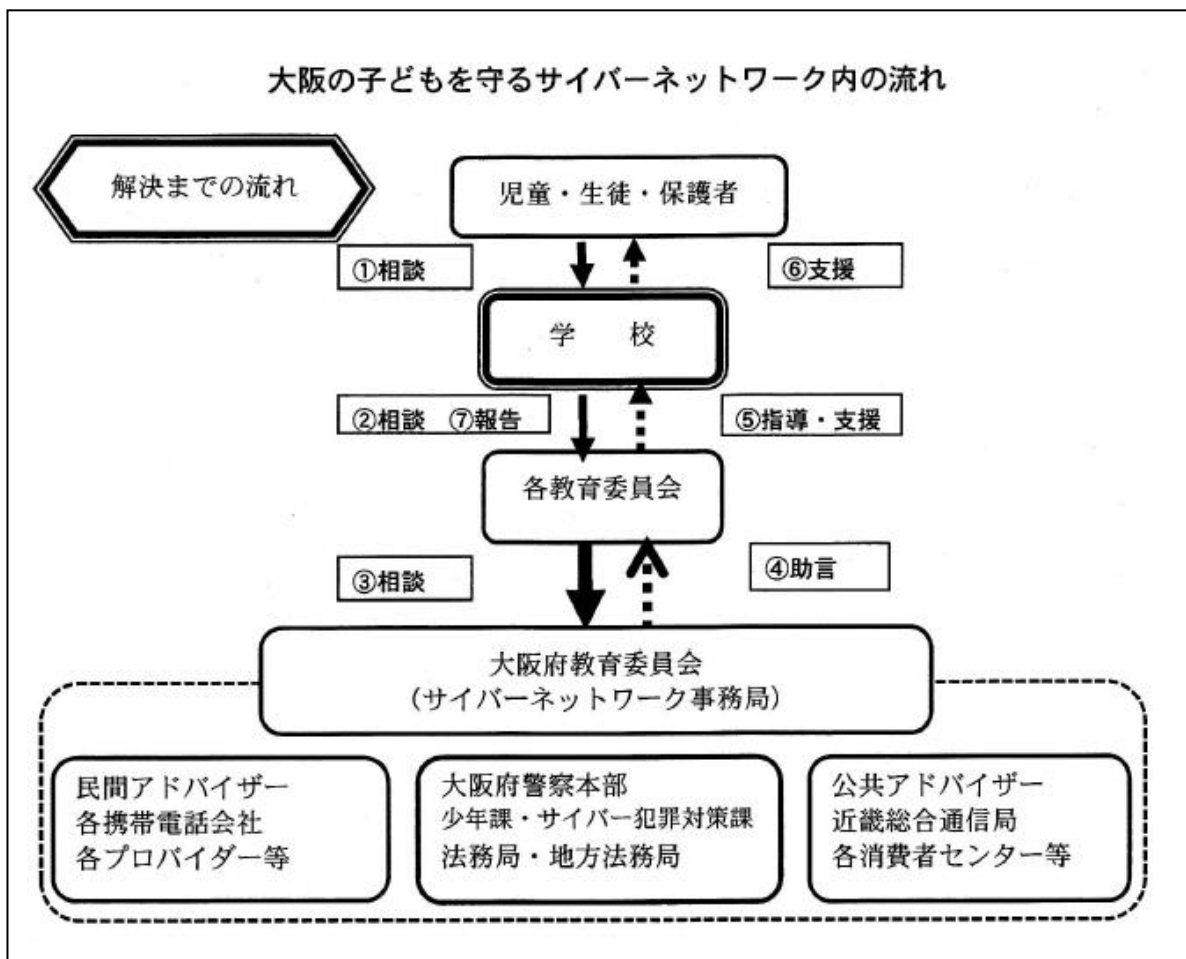 大阪の子どもを守るサイバーネットワーク内の流れ
解決までの流れ
児童・生徒・保護者
①相談
⑥支援
学　　校
②相談　⑦報告
⑤指導・支援
各教育委員会
③相談
④助言
大阪府教育委員会
（サイバーネットワーク事務局）
民間アドバイザー
各携帯電話会社
各プロバイダー等
大阪府警察本部
少年課・サイバー犯罪対策課
法務局・地方法務局
公共アドバイザー
近畿総合通信局
各消費者センター等